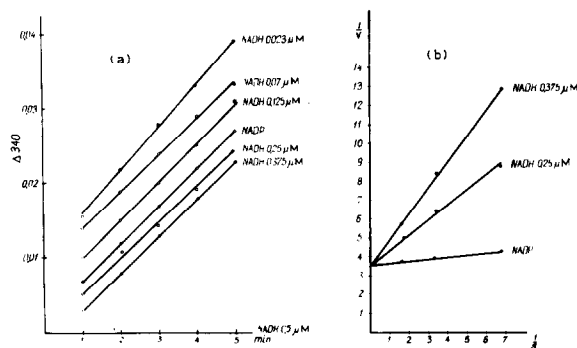 (a)
0,04
0,03
0,02
0,01
Δ 340
NADH 0,023 μM
NADH 0,07 μM
NADH 0,125 μM
NADP
NADH 0,25 μM
NADH 0,375 μM
NADH 0,5 μM
1 2 3 4 5 min
(b)
1/V
14
13
12
11
10
9
8
7
6
5
4
3
2
1
NADH 0,375 μM
NADH 0,25 μM
NADP
1 2 3 4 5 6 7